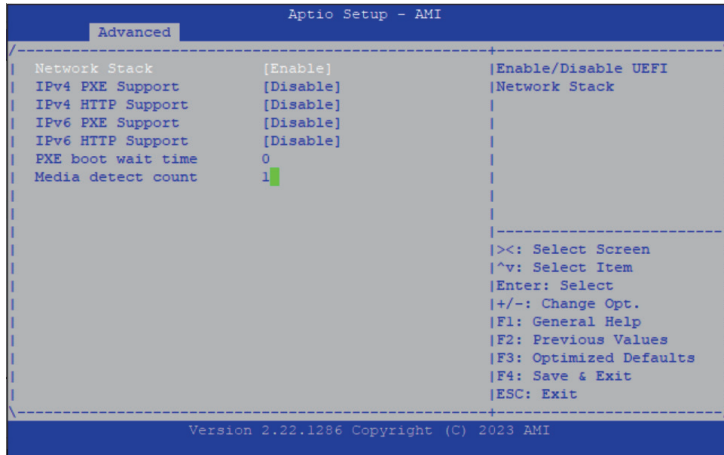 Aptio Setup - AMI
Advanced
Network Stack [Enable]
IPv4 PXE Support [Disable]
IPv4 HTTP Support [Disable]
IPv6 PXE Support [Disable]
IPv6 HTTP Support [Disable]
PXE boot wait time 0
Media detect count 1
Enable/Disable UEFI
Network Stack
><: Select Screen
^v: Select Item
Enter: Select
+/-: Change Opt.
F1: General Help
F2: Previous Values
F3: Optimized Defaults
F4: Save & Exit
ESC: Exit
Version 2.22.1286 Copyright (C) 2023 AMI